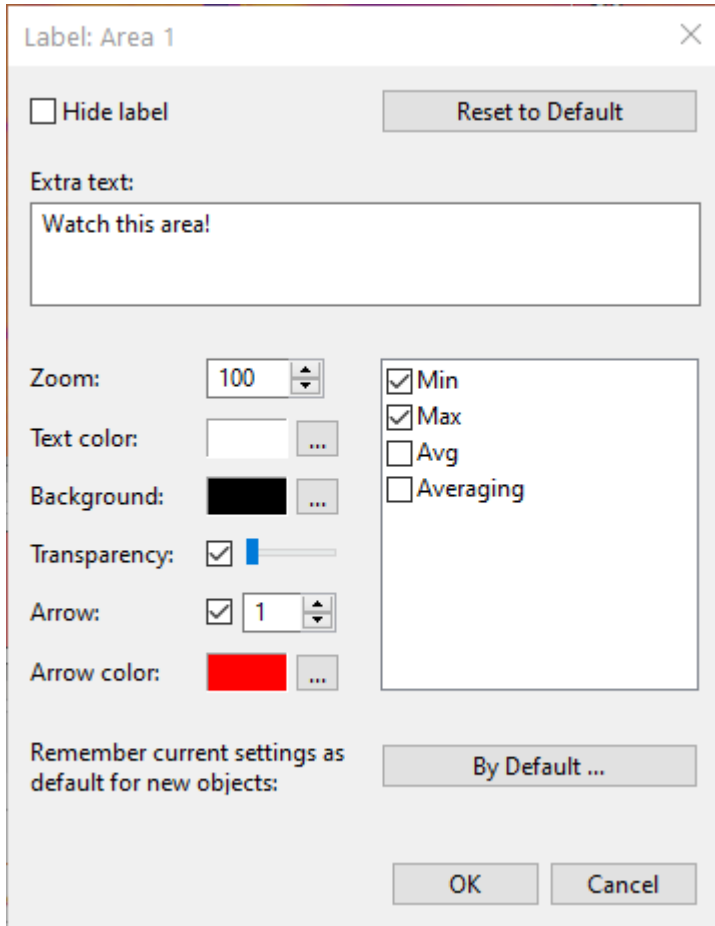 Label: Area 1
Hide label
Reset to Default
Extra text:
Watch this area!
Zoom:
100
Min
Max
Text color:
...
Avg
Background:
...
Averaging
Transparency:
Arrow:
1
Arrow color:
...
Remember current settings as
default for new objects:
By Default ...
OK
Cancel